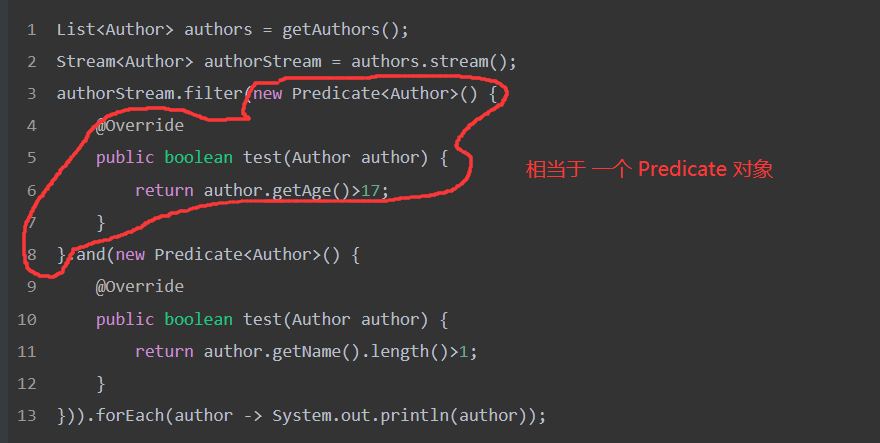 1 List<Author> authors = getAuthors();
2 Stream<Author> authorStream = authors.stream();
3 authorStream.filter(new Predicate<Author>() {
4 @Override
5 public boolean test(Author author) {
6 return author.getAge()>17;
7 }
8 }.and(new Predicate<Author>() {
9 @Override
10 public boolean test(Author author) {
11 return author.getName().length()>1;
12 }
13 })).forEach(author -> System.out.println(author));
相当于 一个 Predicate 对象